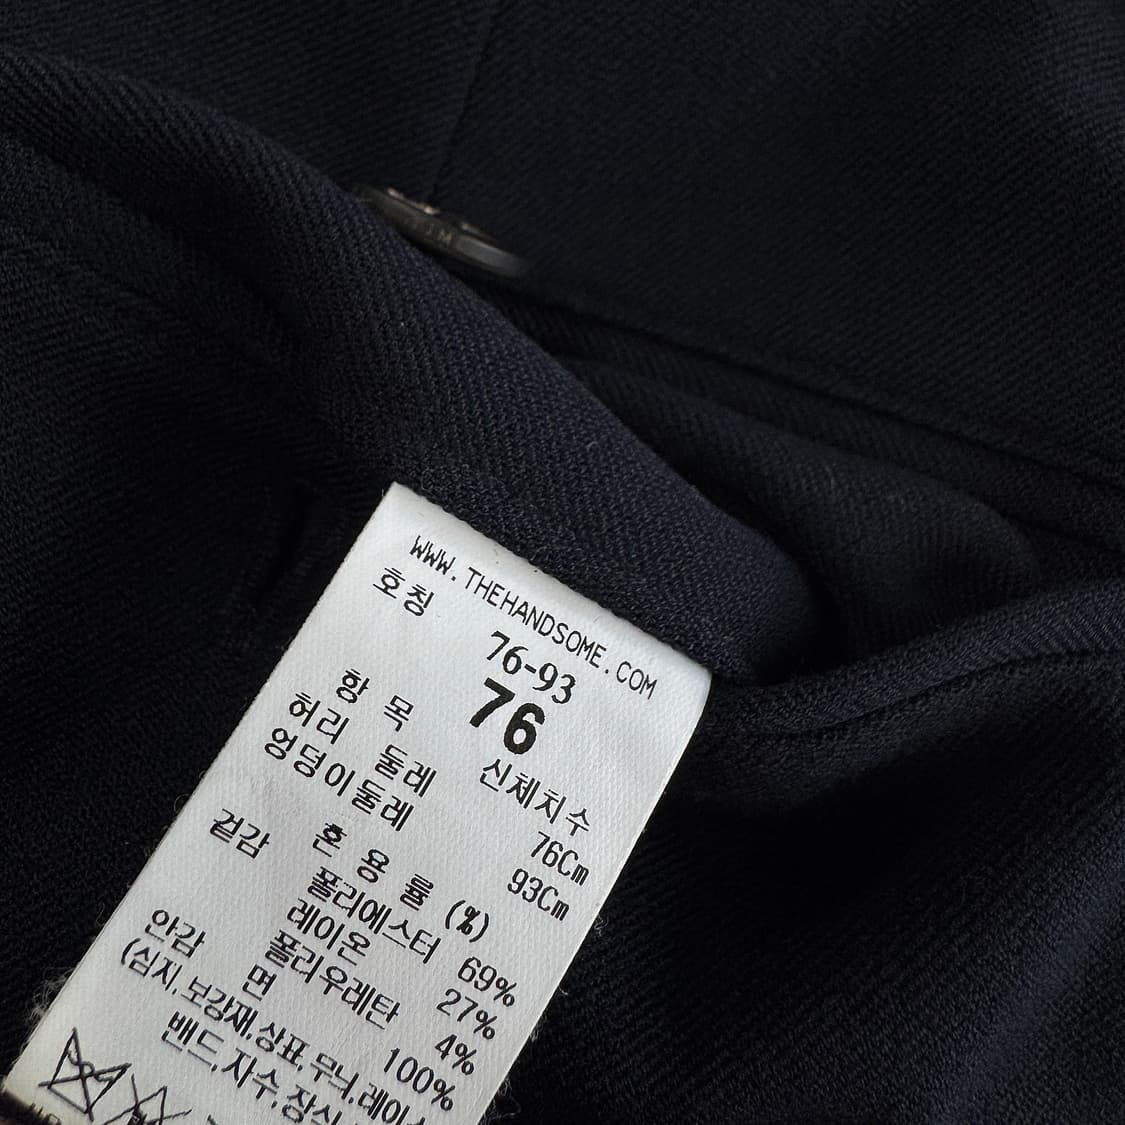 WWW.THEHANDSOME.COM
호칭 76-93
76
항 목 신체치수
허리 둘레 76Cm
엉덩이둘레 93Cm
혼 용 률 (%)
겉감 폴리에스터 69%
레이온 27%
폴리우레탄 4%
안감 면 100%
(심지,보강재,상표,무늬,레이스
밴드,자수,장식